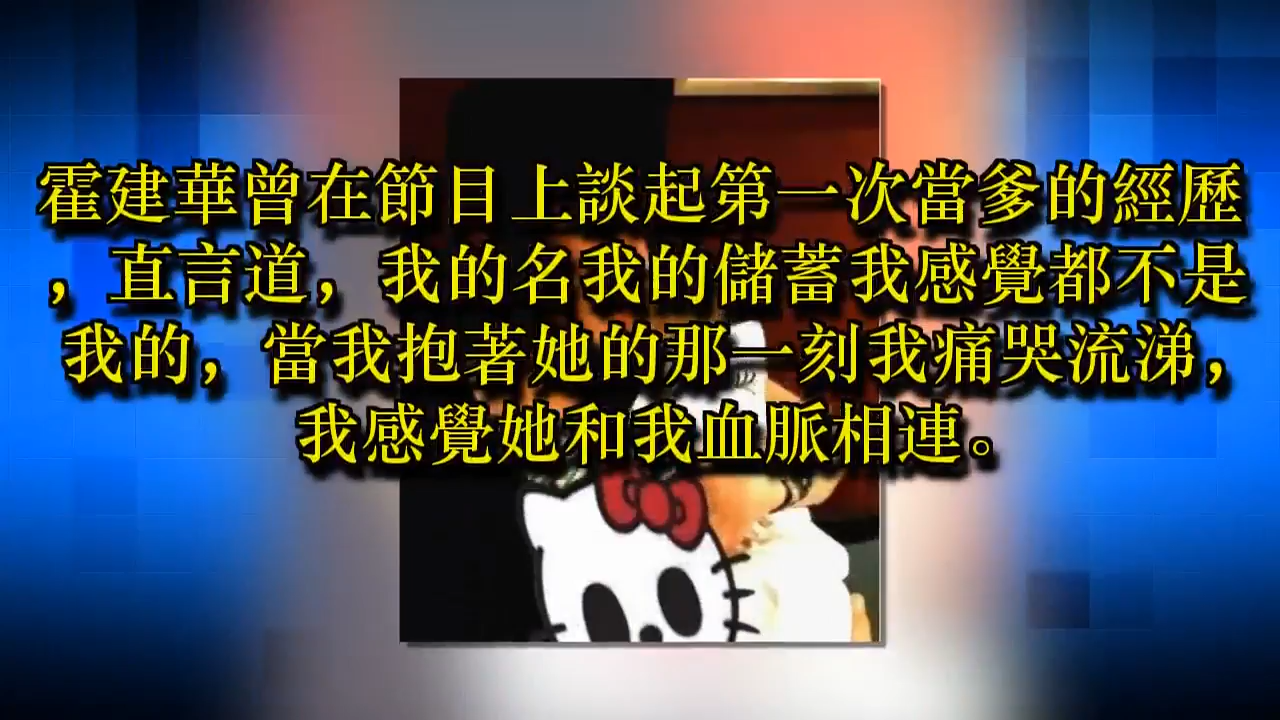 霍建華曾在節目上談起第一次當爹的經歷
，直言道，我的名我的儲蓄我感覺都不是
我的，當我抱著她的那一刻我痛哭流涕，
我感覺她和我血脈相連。